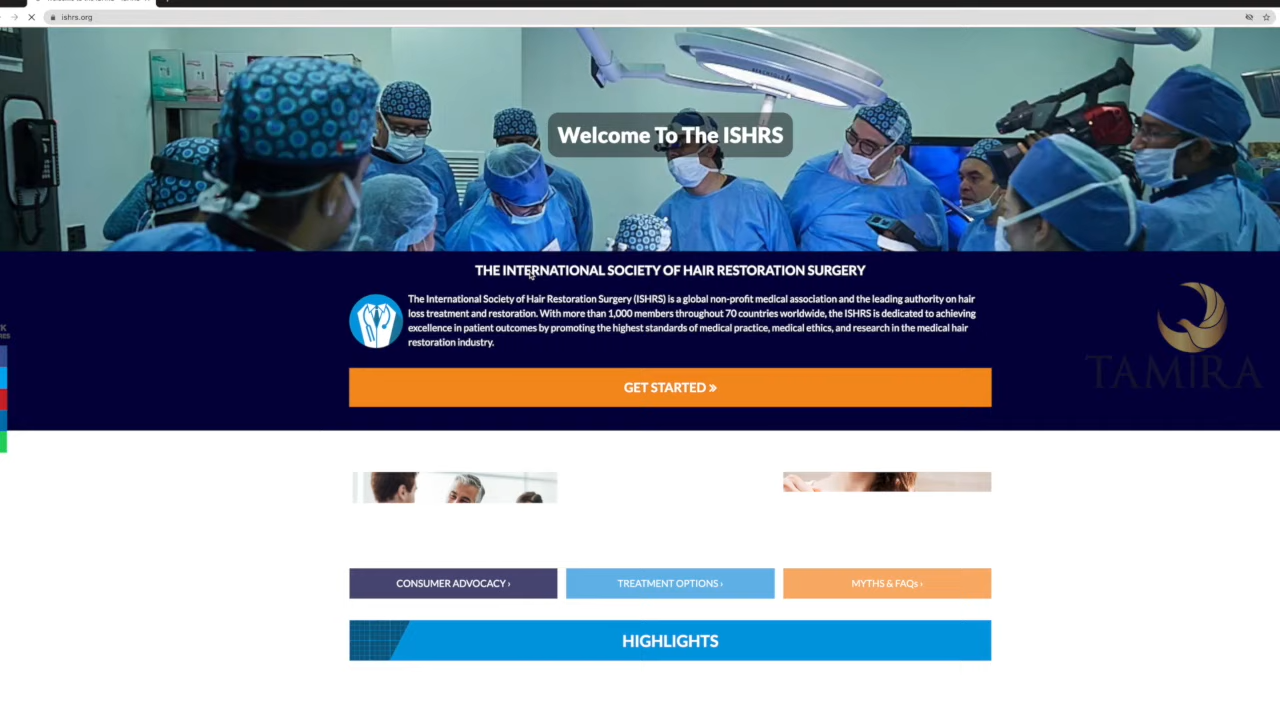 ishrs.org
Welcome To The ISHRS
THE INTERNATIONAL SOCIETY OF HAIR RESTORATION SURGERY
The International Society of Hair Restoration Surgery (ISHRS) is a global non-profit medical association and the leading authority on hair
loss treatment and restoration. With more than 1,000 members throughout 70 countries worldwide, the ISHRS is dedicated to achieving
excellence in patient outcomes by promoting the highest standards of medical practice, medical ethics, and research in the medical hair
restoration industry.
TAMIRA
GET STARTED »
CONSUMER ADVOCACY ›
TREATMENT OPTIONS ›
MYTHS & FAQs ›
HIGHLIGHTS